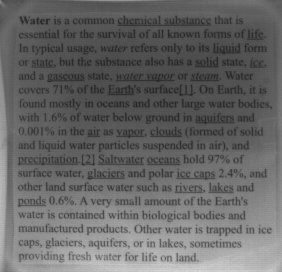 Water is a common chemical substance that is
essential for the survival of all known forms of life.
In typical usage, water refers only to its liquid form
or state, but the substance also has a solid state, ice,
and a gaseous state, water vapor or steam. Water
covers 71% of the Earth's surface[1]. On Earth, it is
found mostly in oceans and other large water bodies,
with 1.6% of water below ground in aquifers and
0.001% in the air as vapor, clouds (formed of solid
and liquid water particles suspended in air), and
precipitation.[2] Saltwater oceans hold 97% of
surface water, glaciers and polar ice caps 2.4%, and
other land surface water such as rivers, lakes and
ponds 0.6%. A very small amount of the Earth's
water is contained within biological bodies and
manufactured products. Other water is trapped in ice
caps, glaciers, aquifers, or in lakes, sometimes
providing fresh water for life on land.